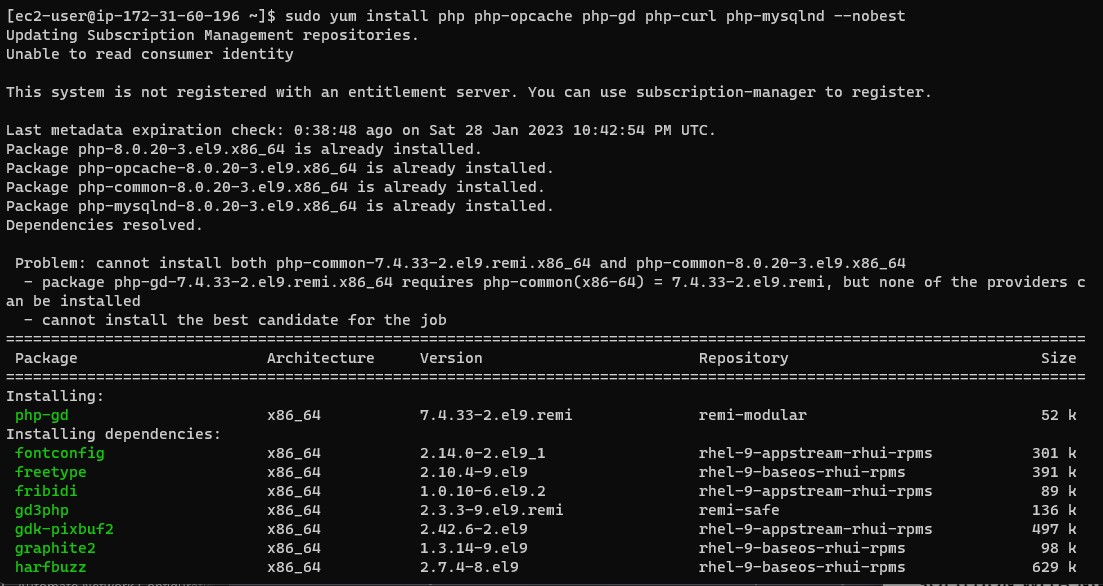 [ec2-user@ip-172-31-60-196 ~]$ sudo yum install php php-opcache php-gd php-curl php-mysqlnd --nobest
Updating Subscription Management repositories.
Unable to read consumer identity
This system is not registered with an entitlement server. You can use subscription-manager to register.
Last metadata expiration check: 0:38:48 ago on Sat 28 Jan 2023 10:42:54 PM UTC.
Package php-8.0.20-3.el9.x86_64 is already installed.
Package php-opcache-8.0.20-3.el9.x86_64 is already installed.
Package php-common-8.0.20-3.el9.x86_64 is already installed.
Package php-mysqlnd-8.0.20-3.el9.x86_64 is already installed.
Dependencies resolved.
Problem: cannot install both php-common-7.4.33-2.el9.remi.x86_64 and php-common-8.0.20-3.el9.x86_64
- package php-gd-7.4.33-2.el9.remi.x86_64 requires php-common(x86-64) = 7.4.33-2.el9.remi, but none of the providers c
an be installed
- cannot install the best candidate for the job
========================================================================================================================
Package Architecture Version Repository Size
========================================================================================================================
Installing:
php-gd x86_64 7.4.33-2.el9.remi remi-modular 52 k
Installing dependencies:
fontconfig x86_64 2.14.0-2.el9_1 rhel-9-appstream-rhui-rpms 301 k
freetype x86_64 2.10.4-9.el9 rhel-9-baseos-rhui-rpms 391 k
fribidi x86_64 1.0.10-6.el9.2 rhel-9-appstream-rhui-rpms 89 k
gd3php x86_64 2.3.3-9.el9.remi remi-safe 136 k
gdk-pixbuf2 x86_64 2.42.6-2.el9 rhel-9-appstream-rhui-rpms 497 k
graphite2 x86_64 1.3.14-9.el9 rhel-9-baseos-rhui-rpms 98 k
harfbuzz x86_64 2.7.4-8.el9 rhel-9-baseos-rhui-rpms 629 k